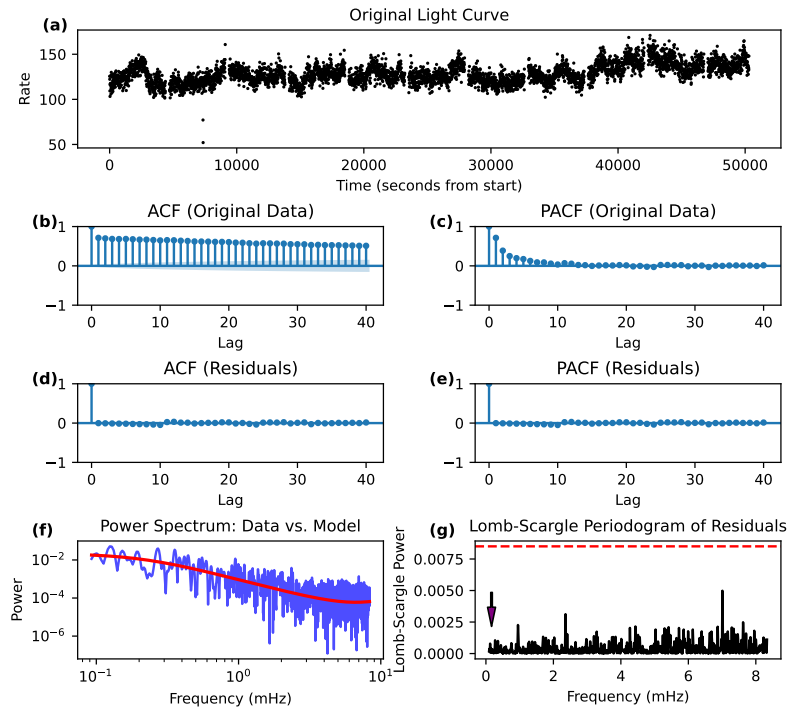 (a) Original Light Curve
150
100
50
Rate
0 10000 20000 30000 40000 50000
Time (seconds from start)
(b) ACF (Original Data)
1
0
−1
0 10 20 30 40
Lag
(c) PACF (Original Data)
1
0
−1
0 10 20 30 40
Lag
(d) ACF (Residuals)
1
0
−1
0 10 20 30 40
Lag
(e) PACF (Residuals)
1
0
−1
0 10 20 30 40
Lag
(f) Power Spectrum: Data vs. Model
10⁻²
10⁻⁴
10⁻⁶
Power
10⁻¹ 10⁰ 10¹
Frequency (mHz)
(g) Lomb-Scargle Periodogram of Residuals
0.0075
0.0050
0.0025
0.0000
Lomb-Scargle Power
0 2 4 6 8
Frequency (mHz)